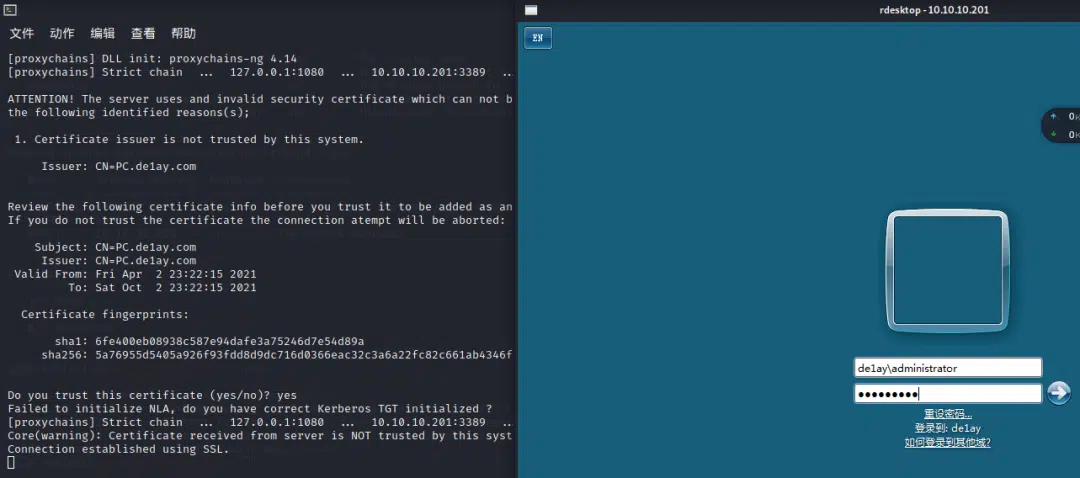 文件 动作 编辑 查看 帮助
[proxychains] DLL init: proxychains-ng 4.14
[proxychains] Strict chain ... 127.0.0.1:1080 ... 10.10.10.201:3389 ..
ATTENTION! The server uses and invalid security certificate which can not b
the following identified reasons(s);
1. Certificate issuer is not trusted by this system.
Issuer: CN=PC.de1ay.com
Review the following certificate info before you trust it to be added as an
If you do not trust the certificate the connection atempt will be aborted:
Subject: CN=PC.de1ay.com
Issuer: CN=PC.de1ay.com
Valid From: Fri Apr 2 23:22:15 2021
To: Sat Oct 2 23:22:15 2021
Certificate fingerprints:
sha1: 6fe400eb08938c587e94dafe3a75246d7e54d89a
sha256: 5a76955d5405a926f93fdd8d9dc716d0366eac32c3a6a22fc82c661ab4346f
Do you trust this certificate (yes/no)? yes
Failed to initialize NLA, do you have correct Kerberos TGT initialized ?
[proxychains] Strict chain ... 127.0.0.1:1080 ... 10.10.10.201:3389 ..
Core(warning): Certificate received from server is NOT trusted by this syst
Connection established using SSL.
rdesktop - 10.10.10.201
EN
↑ 0K
↓ 0K
de1ay\administrator
●●●●●●●●●
重设密码...
登录到: de1ay
如何登录到其他域?